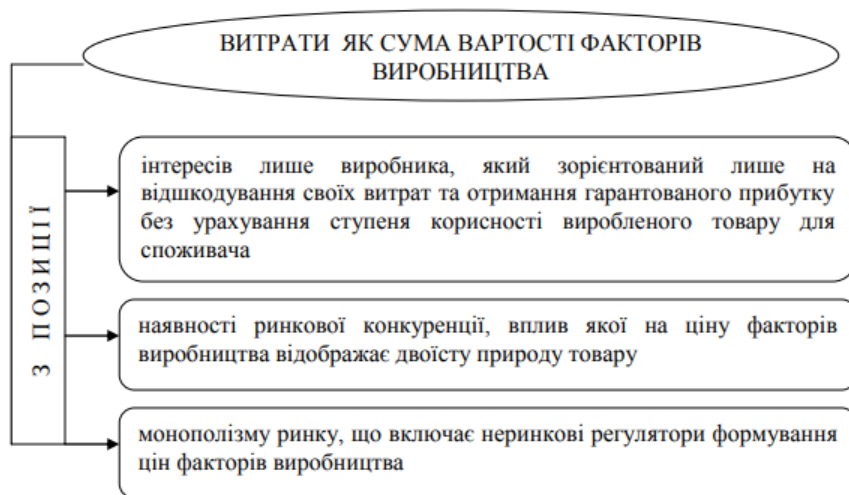 ВИТРАТИ ЯК СУМА ВАРТОСТІ ФАКТОРІВ
ВИРОБНИЦТВА
З ПОЗИЦІЇ
інтересів лише виробника, який зорієнтований лише на
відшкодування своїх витрат та отримання гарантованого прибутку
без урахування ступеня корисності виробленого товару для
споживача
наявності ринкової конкуренції, вплив якої на ціну факторів
виробництва відображає двоїсту природу товару
монополізму ринку, що включає неринкові регулятори формування
цін факторів виробництва